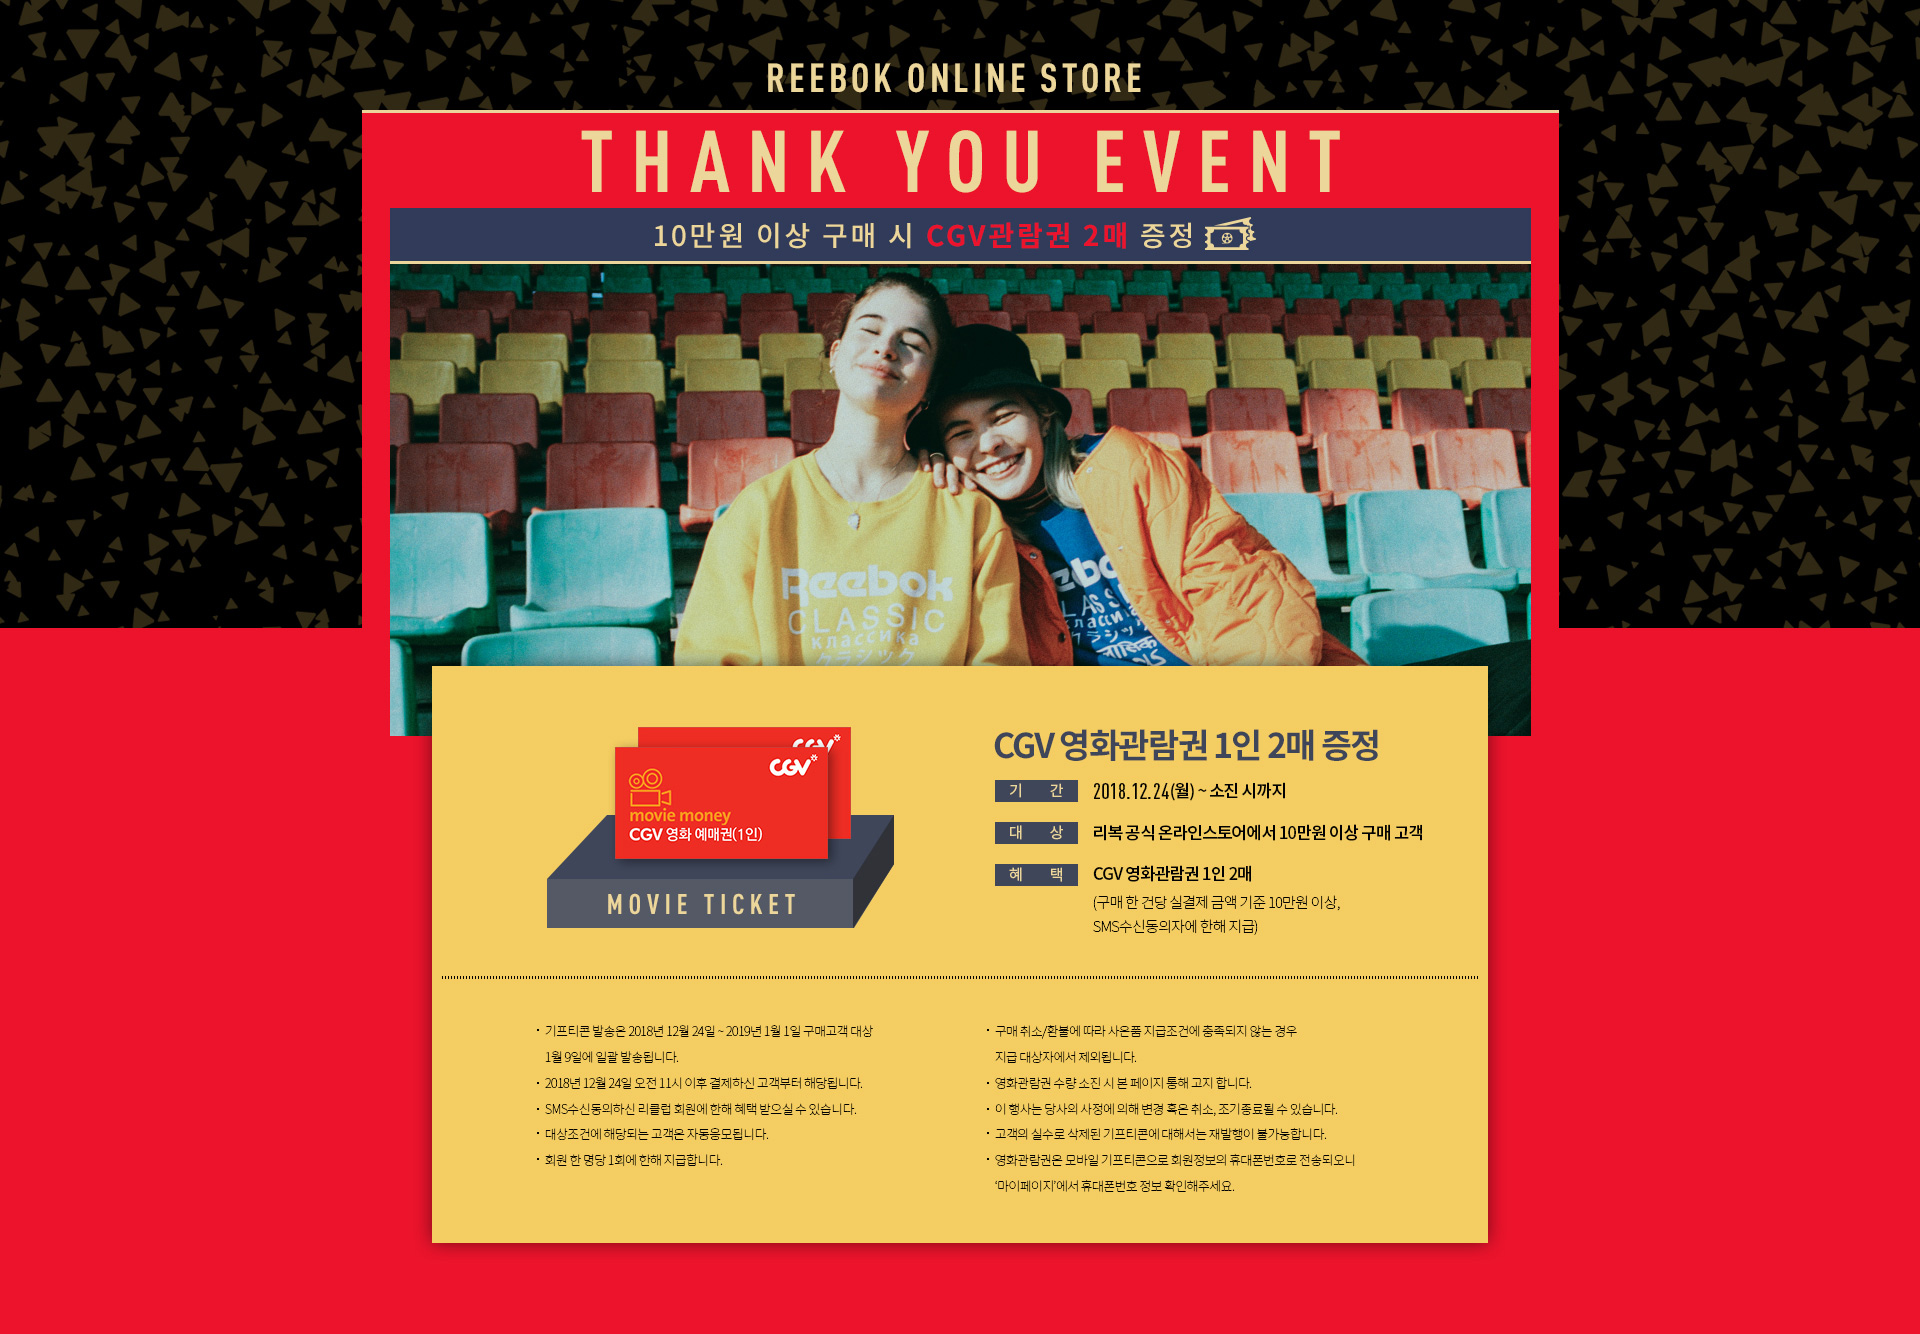 REEBOK ONLINE STORE
THANK YOU EVENT
10만원 이상 구매 시 CGV관람권 2매 증정
Reebok
CLASSIC
классика
クラシック
CGV
CGV
movie money
CGV 영화 예매권(1인)
MOVIE TICKET
CGV 영화관람권 1인 2매 증정
기 간 2018.12.24(월) ~ 소진 시까지
대 상 리복 공식 온라인스토어에서 10만원 이상 구매 고객
혜 택 CGV 영화관람권 1인 2매
(구매 한 건당 실결제 금액 기준 10만원 이상,
SMS수신동의자에 한해 지급)
· 기프티콘 발송은 2018년 12월 24일 ~ 2019년 1월 1일 구매고객 대상
1월 9일에 일괄 발송됩니다.
· 2018년 12월 24일 오전 11시 이후 결제하신 고객부터 해당됩니다.
· SMS수신동의하신 리클럽 회원에 한해 혜택 받으실 수 있습니다.
· 대상조건에 해당되는 고객은 자동응모됩니다.
· 회원 한 명당 1회에 한해 지급합니다.
· 구매 취소/환불에 따라 사은품 지급조건에 충족되지 않는 경우
지급 대상자에서 제외됩니다.
· 영화관람권 수량 소진 시 본 페이지 통해 고지 합니다.
· 이 행사는 당사의 사정에 의해 변경 혹은 취소, 조기종료될 수 있습니다.
· 고객의 실수로 삭제된 기프티콘에 대해서는 재발행이 불가능합니다.
· 영화관람권은 모바일 기프티콘으로 회원정보의 휴대폰번호로 전송되오니
‘마이페이지’에서 휴대폰번호 정보 확인해주세요.